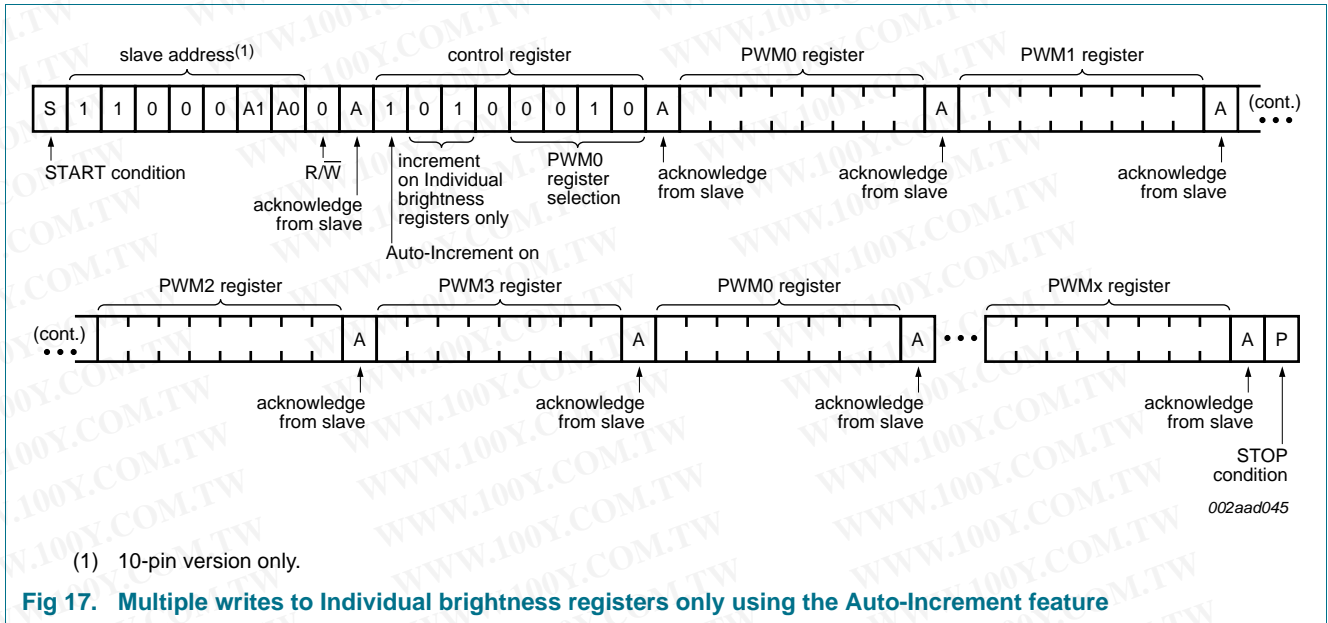 slave address(1) control register PWM0 register PWM1 register
S 1 1 0 0 0 A1 A0 0 A 1 0 1 0 0 0 1 0 A A A (cont.)
START condition
R/W
acknowledge
from slave
Auto-Increment on
increment
on Individual
brightness
registers only
PWM0
register
selection
acknowledge
from slave
acknowledge
from slave
acknowledge
from slave
PWM2 register PWM3 register PWM0 register PWMx register
(cont.) A A A A P
acknowledge
from slave
acknowledge
from slave
acknowledge
from slave
acknowledge
from slave
STOP
condition
002aad045
(1) 10-pin version only.
Fig 17. Multiple writes to Individual brightness registers only using the Auto-Increment feature
WWW.100Y.COM.TW